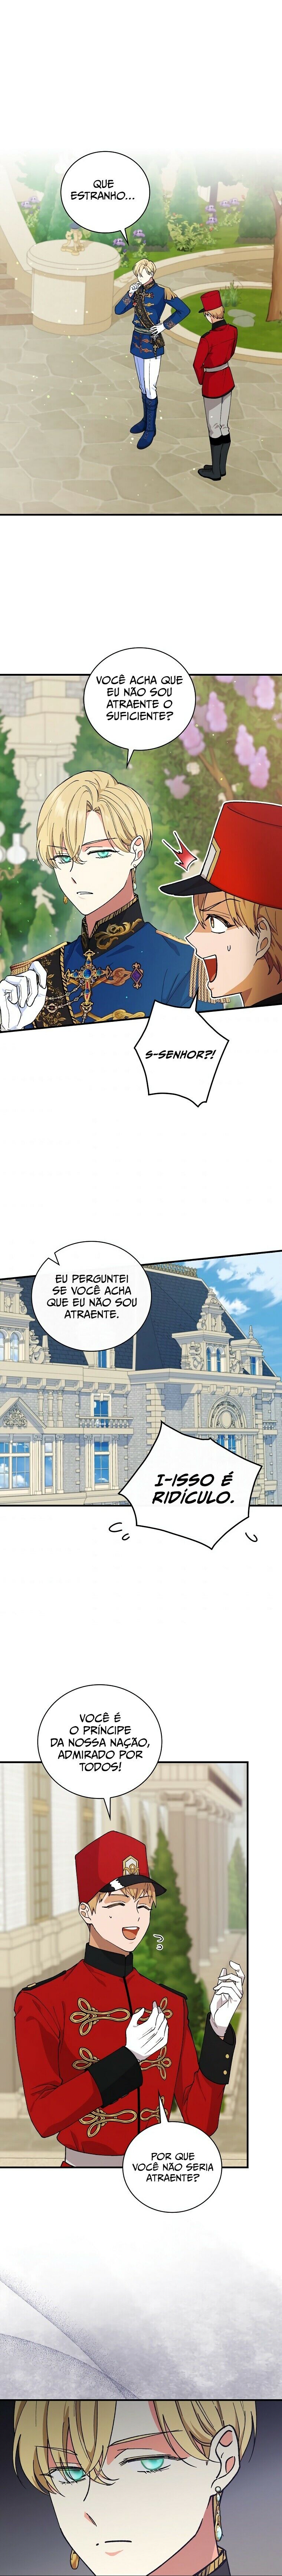 QUE
ESTRANHO...
VOCÊ ACHA QUE
EU NÃO SOU
ATRAENTE O
SUFICIENTE?
S-SENHOR?!
EU PERGUNTEI
SE VOCÊ ACHA
QUE EU NÃO SOU
ATRAENTE.
I-ISSO É
RIDÍCULO.
VOCÊ É
O PRÍNCIPE
DA NOSSA NAÇÃO,
ADMIRADO POR
TODOS!
POR QUE
VOCÊ NÃO SERIA
ATRAENTE?